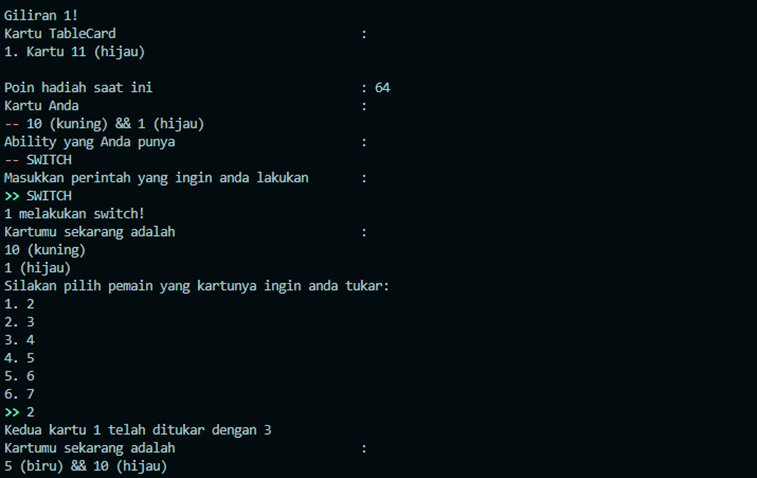 Giliran 1!
Kartu TableCard :
1. Kartu 11 (hijau)
Poin hadiah saat ini : 64
Kartu Anda :
-- 10 (kuning) && 1 (hijau)
Ability yang Anda punya :
-- SWITCH
Masukkan perintah yang ingin anda lakukan :
>> SWITCH
1 melakukan switch!
Kartumu sekarang adalah :
10 (kuning)
1 (hijau)
Silakan pilih pemain yang kartunya ingin anda tukar:
1. 2
2. 3
3. 4
4. 5
5. 6
6. 7
>> 2
Kedua kartu 1 telah ditukar dengan 3
Kartumu sekarang adalah :
5 (biru) && 10 (hijau)